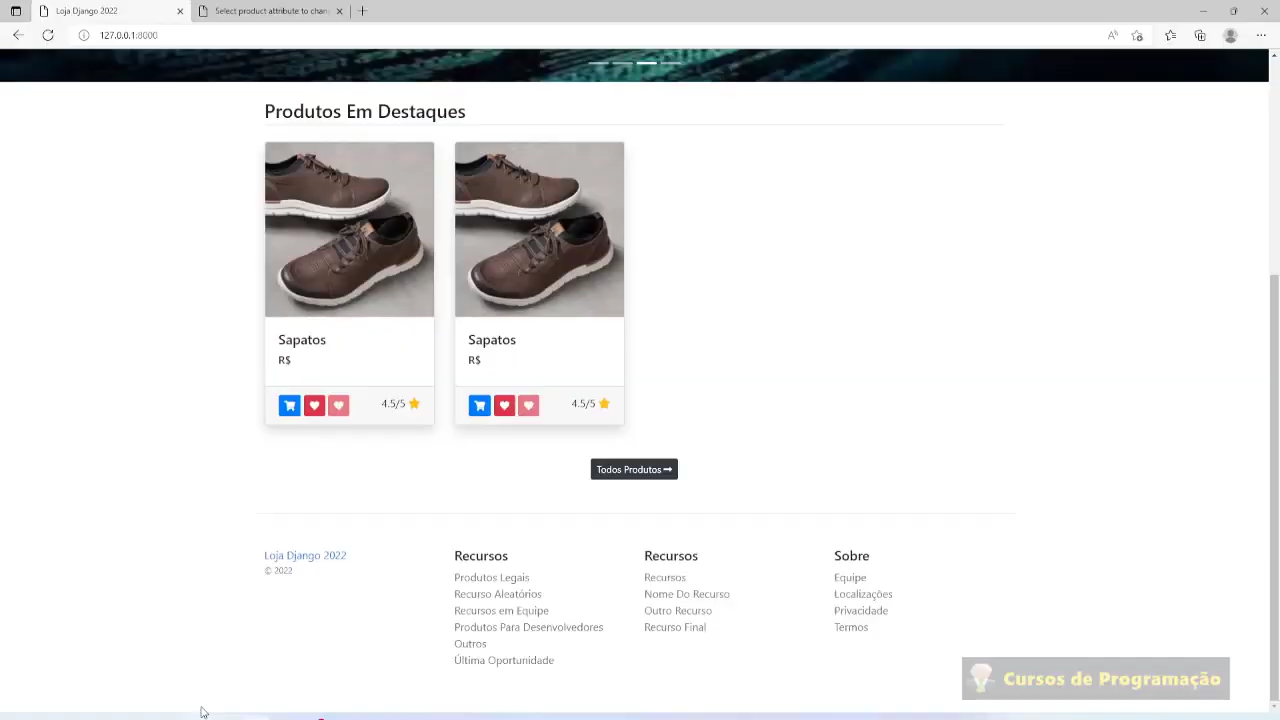 Loja Django 2022
Select product attribute to chan
127.0.0.1:8000
Produtos Em Destaques
Sapatos
R$
4.5/5
Sapatos
R$
4.5/5
Todos Produtos
Loja Django 2022
© 2022
Recursos
Produtos Legais
Recurso Aleatórios
Recursos em Equipe
Produtos Para Desenvolvedores
Outros
Última Oportunidade
Recursos
Recursos
Nome Do Recurso
Outro Recurso
Recurso Final
Sobre
Equipe
Localizações
Privacidade
Termos
Cursos de Programação